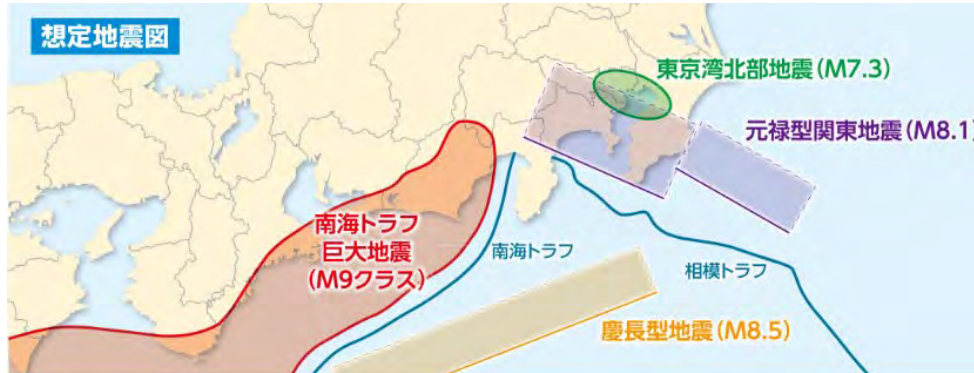 想定地震図
東京湾北部地震(M7.3)
元禄型関東地震(M8.1)
南海トラフ
巨大地震
(M9クラス)
南海トラフ
相模トラフ
慶長型地震(M8.5)